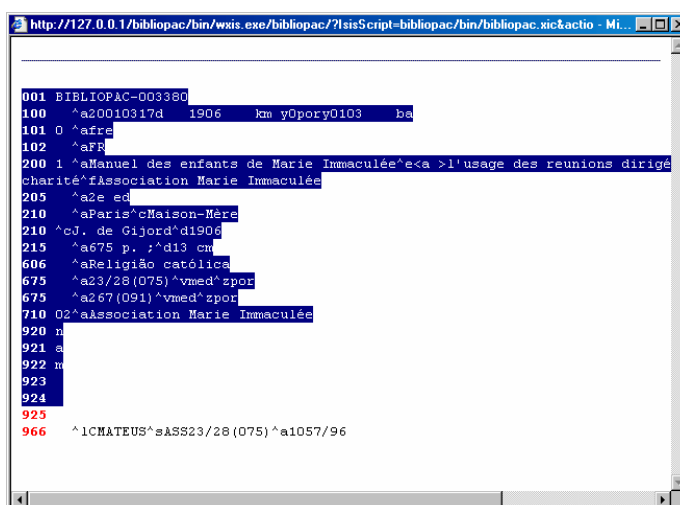 http://127.0.0.1/bibliopac/bin/wxis.exe/bibliopac/?IsisScript=bibliopac/bin/bibliopac.xic&actio - Mi...
001 BIBLIOPAC-003380
100 ^a20010317d 1906 km y0pory0103 ba
101 0 ^afre
102 ^aFR
200 1 ^aManuel des enfants de Marie Immaculée^e<a >l'usage des reunions dirigé
charité^fAssociation Marie Immaculée
205 ^a2e ed
210 ^aParis^cMaison-Mère
210 ^cJ. de Gijord^d1906
215 ^a675 p. ;^d13 cm
606 ^aReligião católica
675 ^a23/28(075)^vmed^zpor
675 ^a267(091)^vmed^zpor
710 02^aAssociation Marie Immaculée
920 n
921 a
922 m
923
924
925
966 ^lCMATEUS^sASS23/28(075)^a1057/96